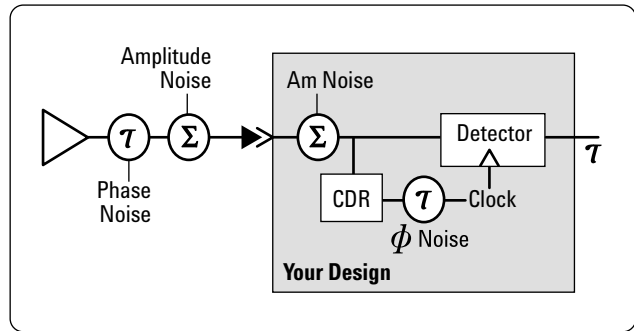 Amplitude
Noise
Am Noise
τ
Σ
Σ
Detector
τ
Phase
Noise
CDR
τ
Clock
ϕ Noise
Your Design